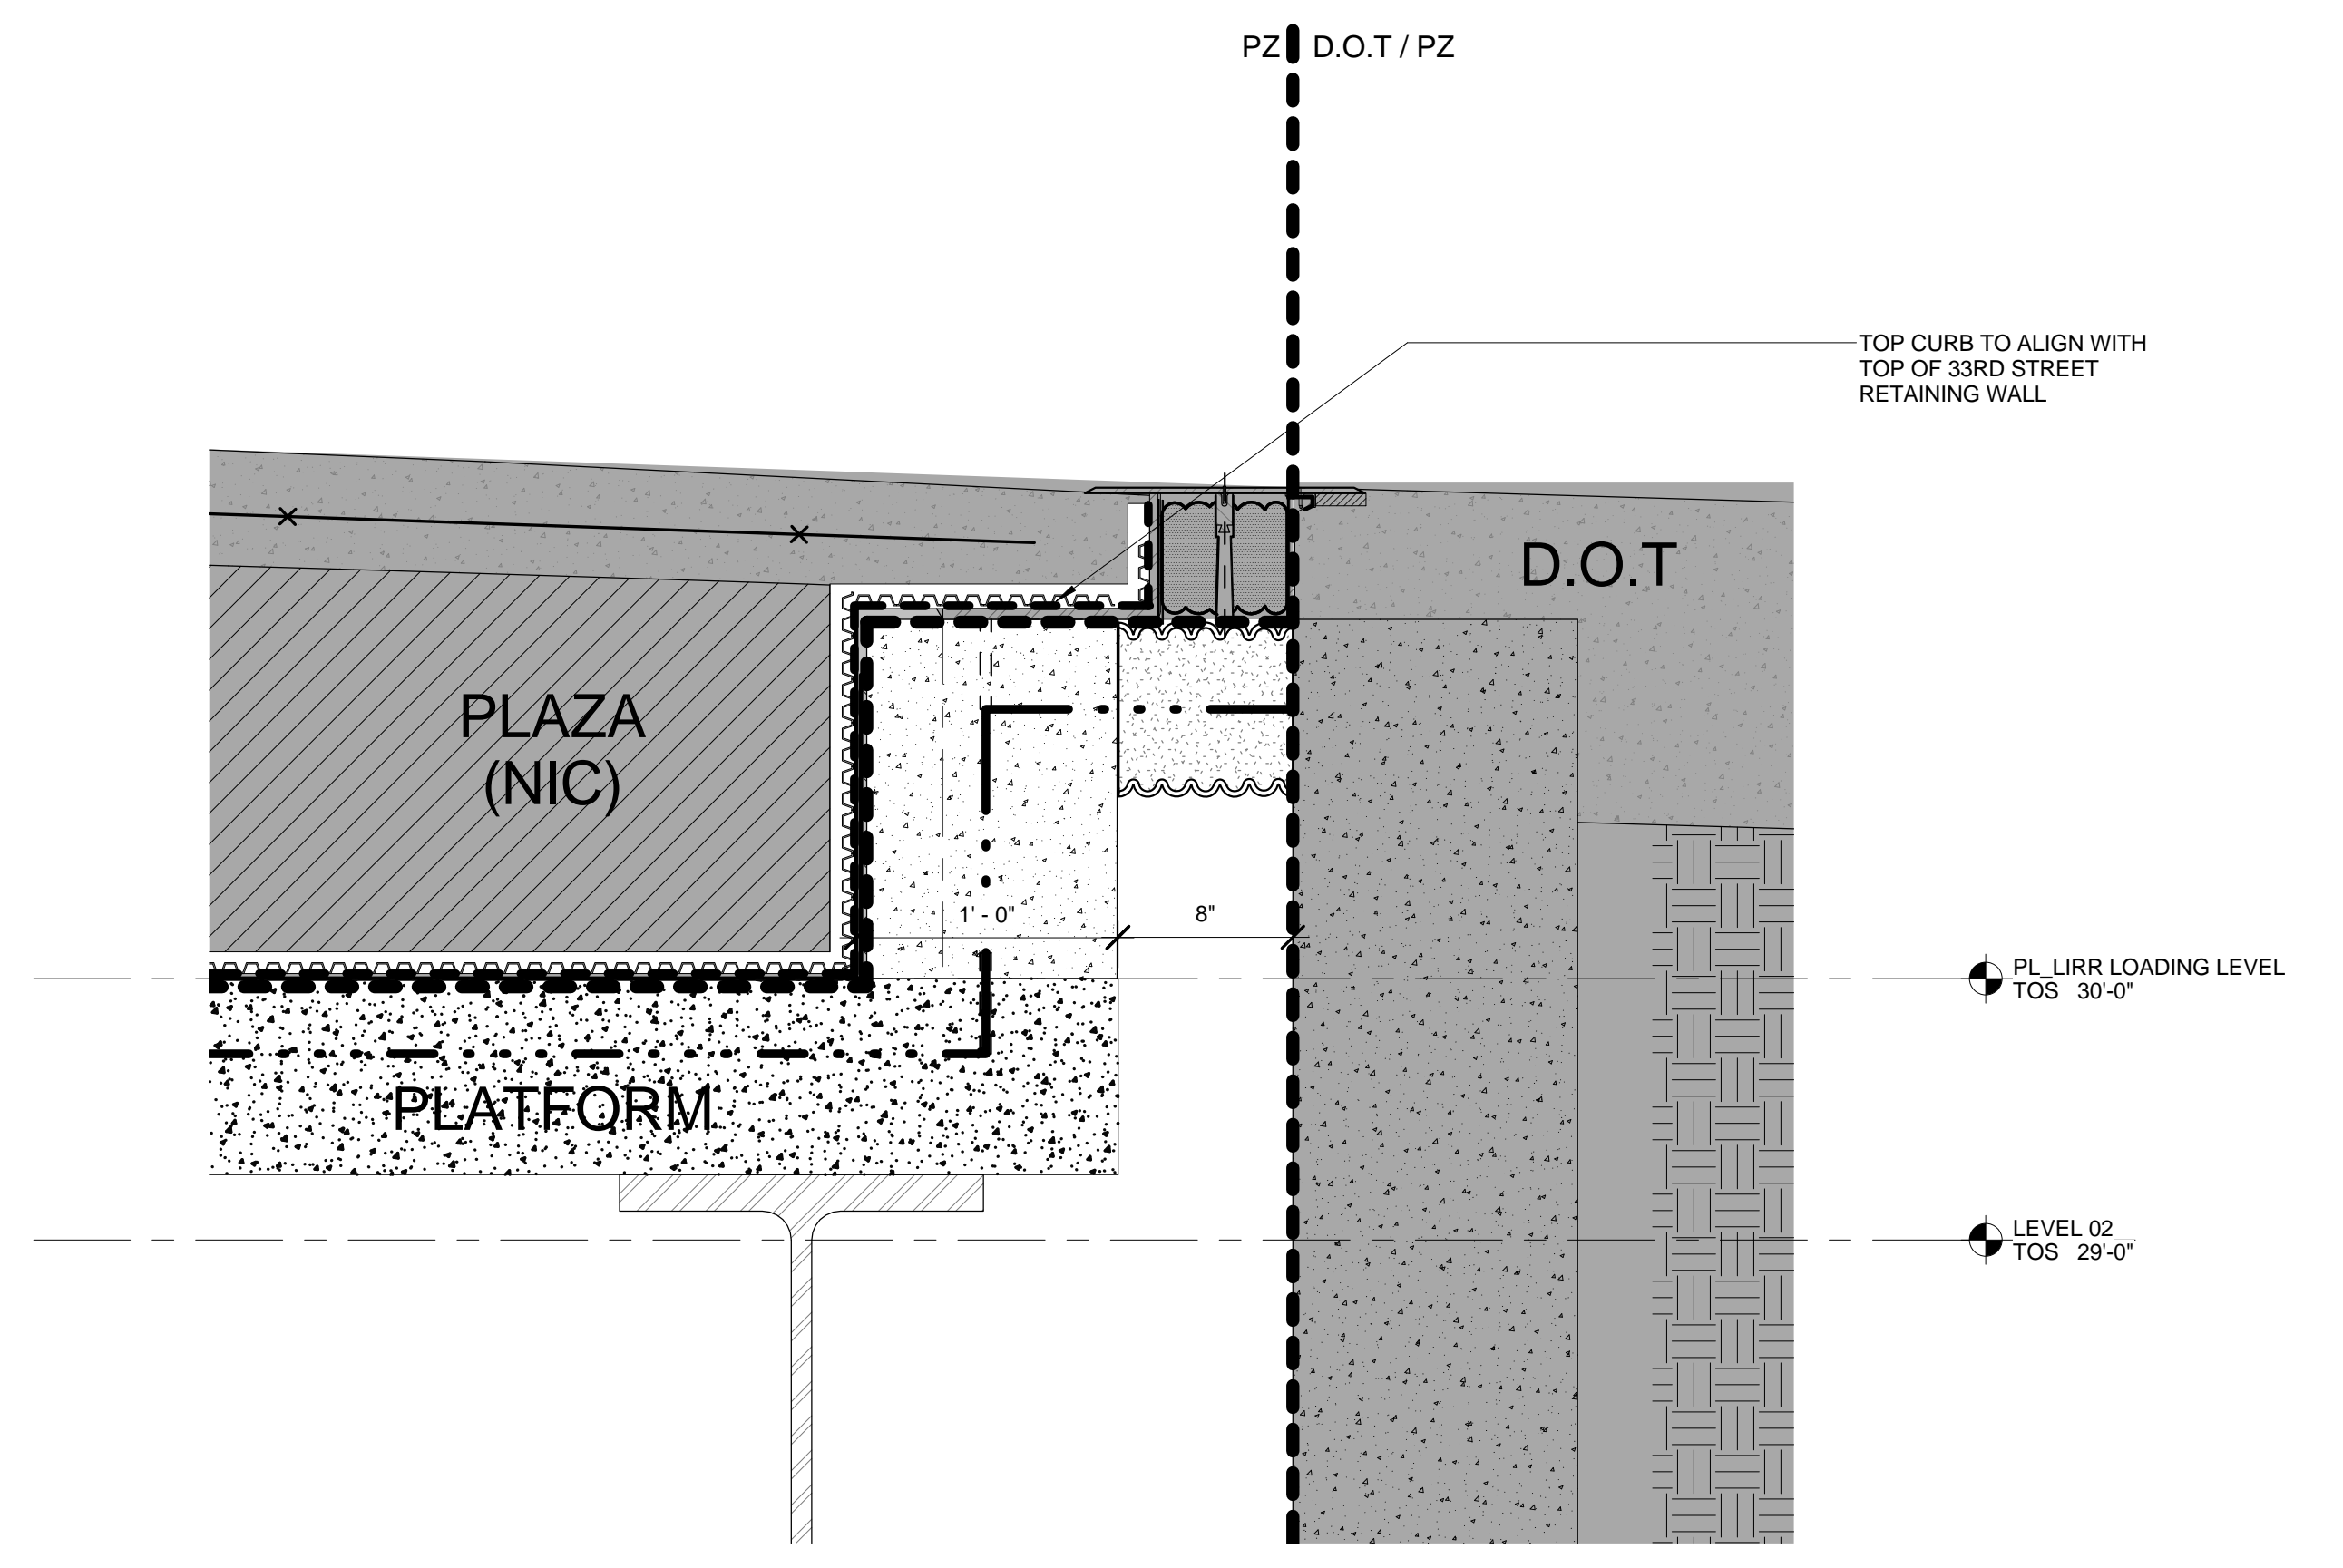 PZ D.O.T / PZ
TOP CURB TO ALIGN WITH
TOP OF 33RD STREET
RETAINING WALL
D.O.T
PLAZA
(NIC)
1' - 0"
8"
PL_LIRR LOADING LEVEL
TOS 30'-0"
PLATFORM
LEVEL 02
TOS 29'-0"